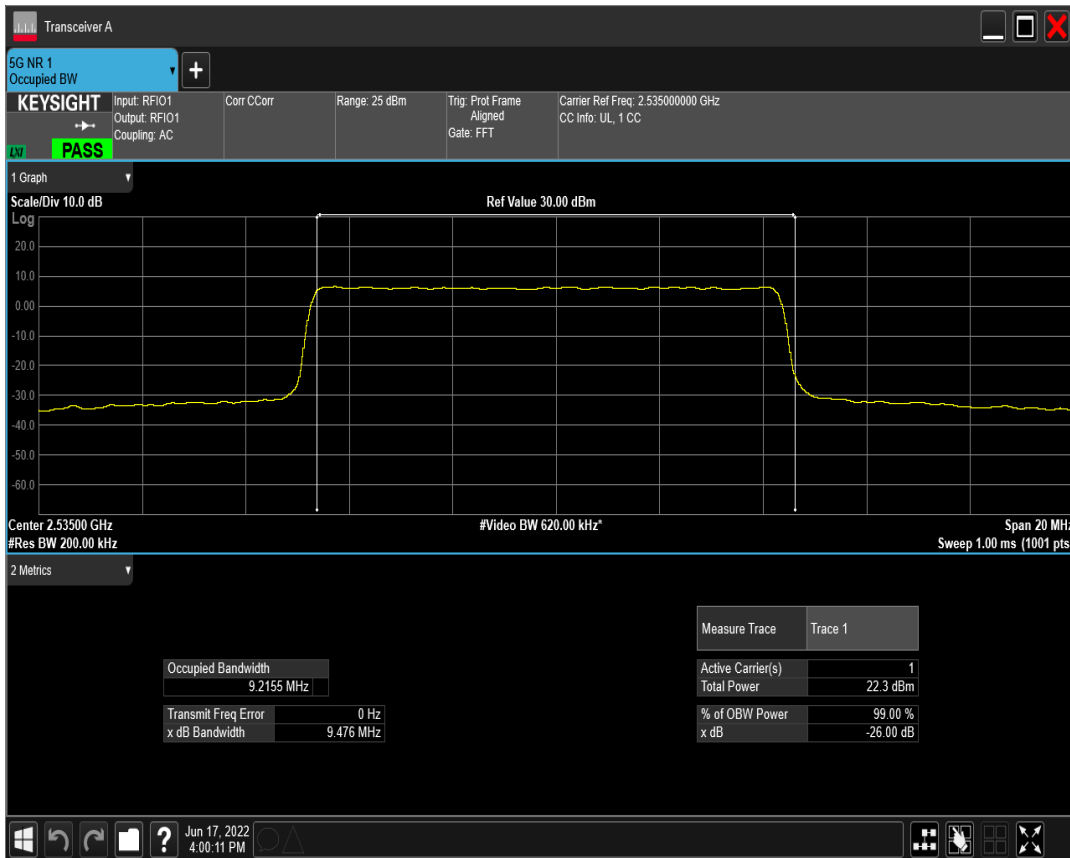 Transceiver A
5G NR 1
Occupied BW
+
KEYSIGHT
LXI
PASS
Input: RFIO1
Output: RFIO1
Coupling: AC
Corr CCorr
Range: 25 dBm
Trig: Prot Frame
Aligned
Gate: FFT
Carrier Ref Freq: 2.535000000 GHz
CC Info: UL, 1 CC
1 Graph
Scale/Div 10.0 dB
Ref Value 30.00 dBm
Log
20.0
10.0
0.00
-10.0
-20.0
-30.0
-40.0
-50.0
-60.0
Center 2.53500 GHz
#Video BW 620.00 kHz*
Span 20 MHz
#Res BW 200.00 kHz
Sweep 1.00 ms (1001 pts
2 Metrics
Measure Trace Trace 1
Occupied Bandwidth
9.2155 MHz
Active Carrier(s) 1
Total Power 22.3 dBm
Transmit Freq Error 0 Hz
x dB Bandwidth 9.476 MHz
% of OBW Power 99.00 %
x dB -26.00 dB
?
Jun 17, 2022
4:00:11 PM